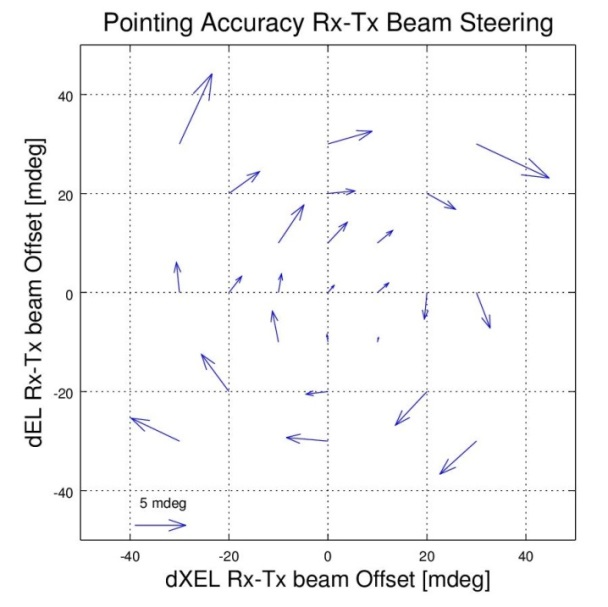 Pointing Accuracy Rx-Tx Beam Steering
dEL Rx-Tx beam Offset [mdeg]
40
20
0
-20
-40
5 mdeg
-40 -20 0 20 40
dXEL Rx-Tx beam Offset [mdeg]